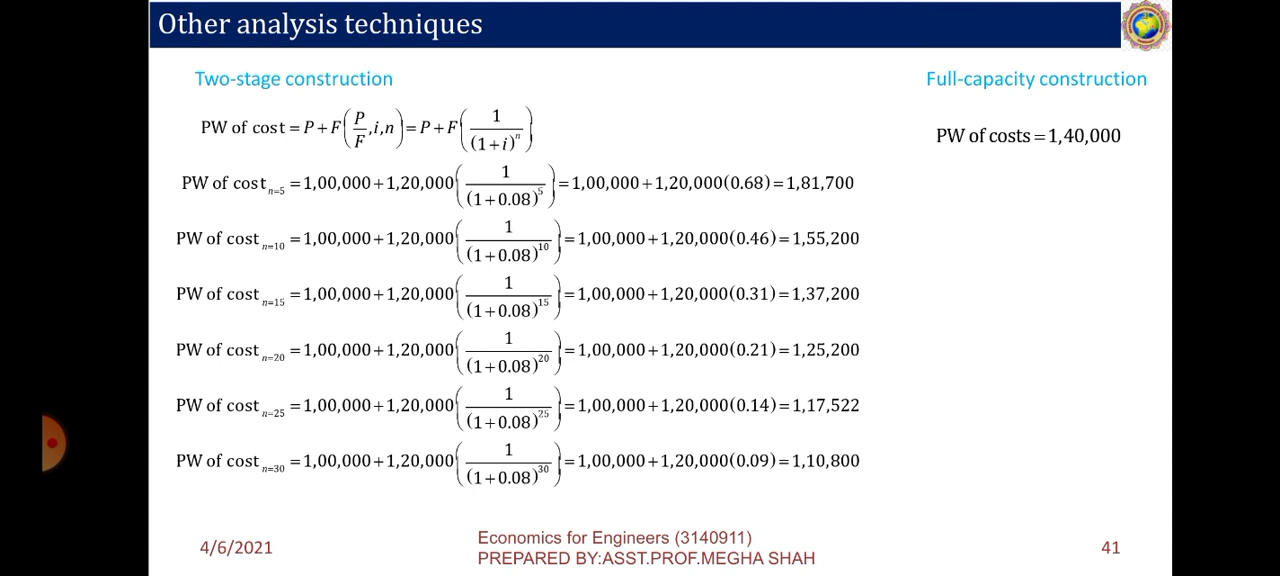 Other analysis techniques
Two-stage construction
Full-capacity construction
PW of cost = P + F(P/F, i, n) = P + F(1/(1+i)^n)
PW of costs = 1,40,000
PW of cost n=5 = 1,00,000 + 1,20,000(1/(1+0.08)^5) = 1,00,000 + 1,20,000(0.68) = 1,81,700
PW of cost n=10 = 1,00,000 + 1,20,000(1/(1+0.08)^10) = 1,00,000 + 1,20,000(0.46) = 1,55,200
PW of cost n=15 = 1,00,000 + 1,20,000(1/(1+0.08)^15) = 1,00,000 + 1,20,000(0.31) = 1,37,200
PW of cost n=20 = 1,00,000 + 1,20,000(1/(1+0.08)^20) = 1,00,000 + 1,20,000(0.21) = 1,25,200
PW of cost n=25 = 1,00,000 + 1,20,000(1/(1+0.08)^25) = 1,00,000 + 1,20,000(0.14) = 1,17,522
PW of cost n=30 = 1,00,000 + 1,20,000(1/(1+0.08)^30) = 1,00,000 + 1,20,000(0.09) = 1,10,800
4/6/2021
Economics for Engineers (3140911)
PREPARED BY:ASST.PROF.MEGHA SHAH
41